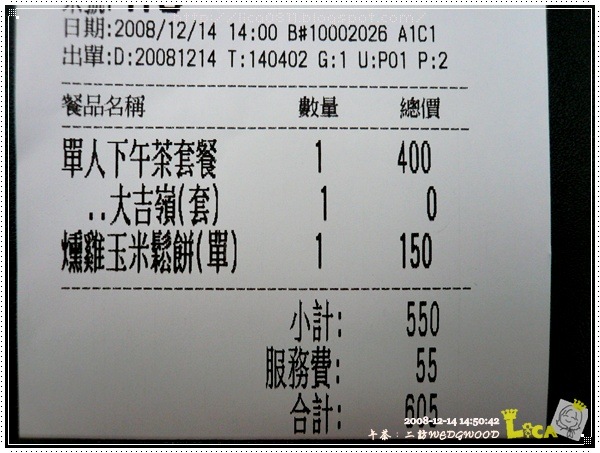 日期:2008/12/14 14:00 B#10002026 A1C1
出單:D:20081214 T:140402 G:1 U:P01 P:2
餐品名稱 數量 總價
單人下午茶套餐 1 400
..大吉嶺(套) 1 0
燻雞玉米鬆餅(單) 1 150
小計: 550
服務費: 55
合計: 605
2008-12-14 14:50:42
午茶：二訪WEDGWOOD
LICA